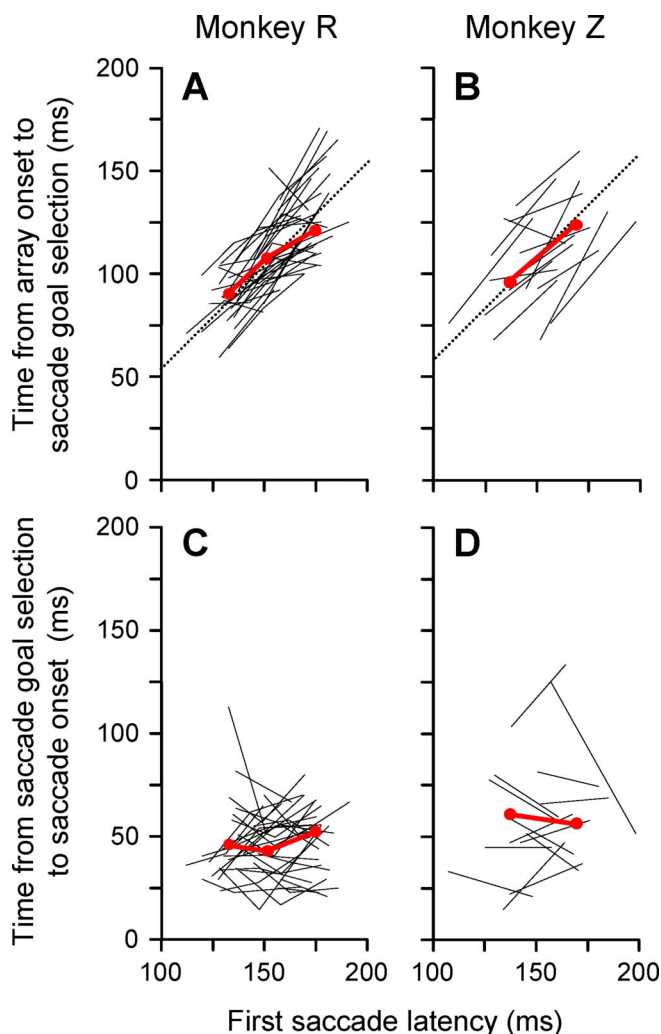 Monkey R
Monkey Z
Time from array onset to
saccade goal selection (ms)
A
B
200
150
100
50
0
Time from saccade goal selection
to saccade onset (ms)
C
D
200
150
100
50
0
100
150
200
100
150
200
First saccade latency (ms)